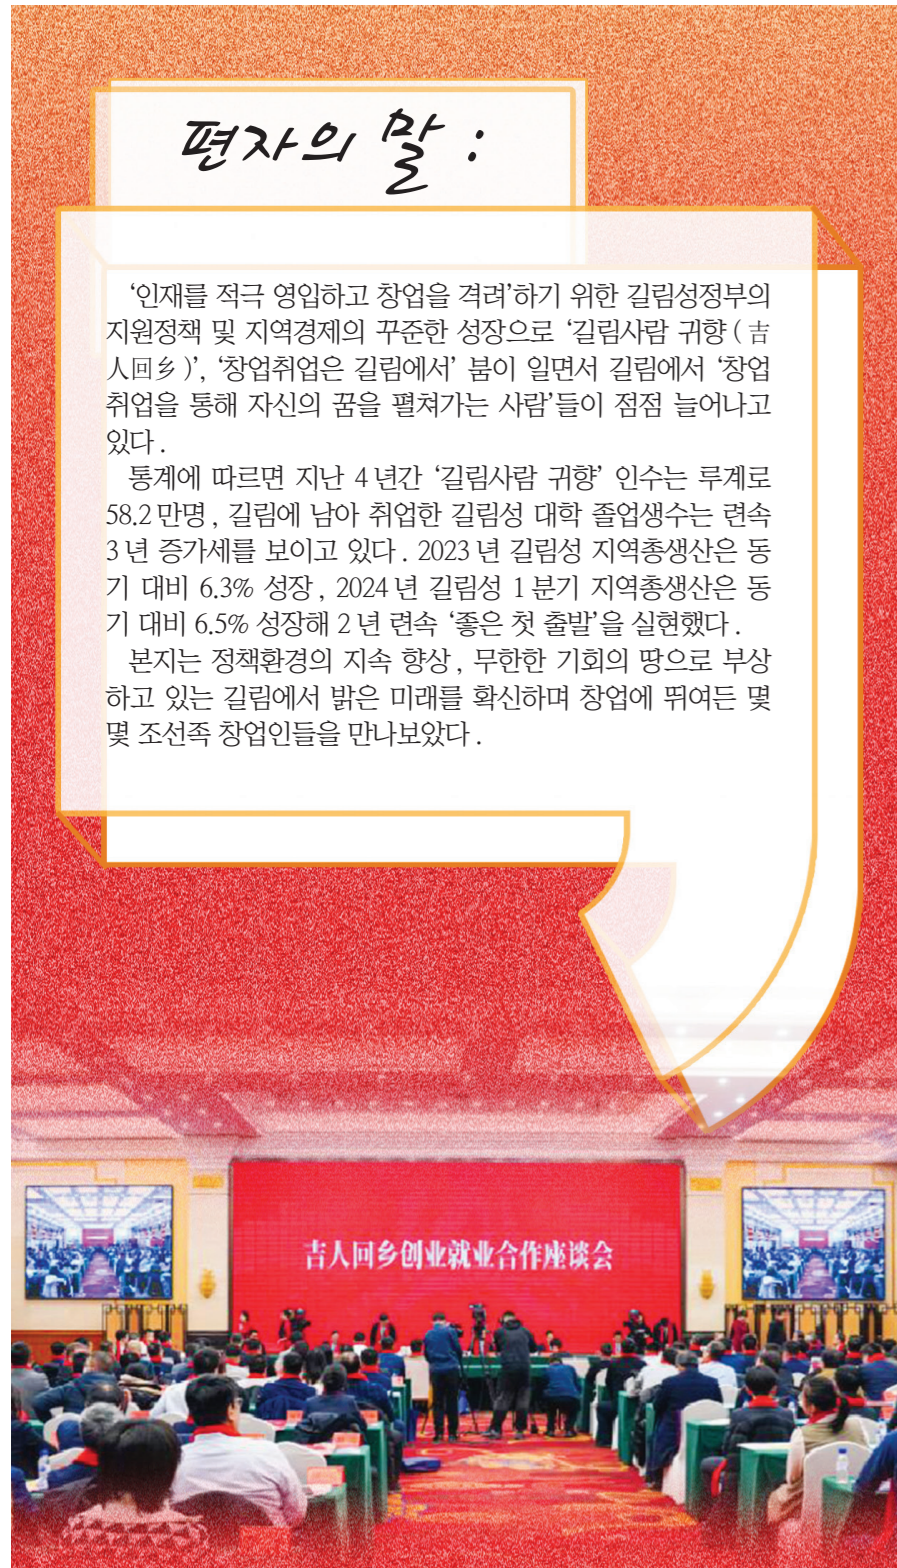 편자의 말 :
‘인재를 적극 영입하고 창업을 격려’하기 위한 길림성정부의
지원정책 및 지역경제의 꾸준한 성장으로 ‘길림사람 귀향 ( 吉
人回乡 )’, ‘창업취업은 길림에서’ 붐이 일면서 길림에서 ‘창업
취업을 통해 자신의 꿈을 펼쳐가는 사람’들이 점점 늘어나고
있다 .
통계에 따르면 지난 4 년간 ‘길림사람 귀향’ 인수는 루계로
58.2 만명 , 길림에 남아 취업한 길림성 대학 졸업생수는 련속
3 년 증가세를 보이고 있다 . 2023 년 길림성 지역총생산은 동
기 대비 6.3% 성장 , 2024 년 길림성 1 분기 지역총생산은 동
기 대비 6.5% 성장해 2 년 련속 ‘좋은 첫 출발’을 실현했다 .
본지는 정책환경의 지속 향상 , 무한한 기회의 땅으로 부상
하고 있는 길림에서 밝은 미래를 확신하며 창업에 뛰여든 몇
몇 조선족 창업인들을 만나보았다 .
吉人回乡创业就业合作座谈会